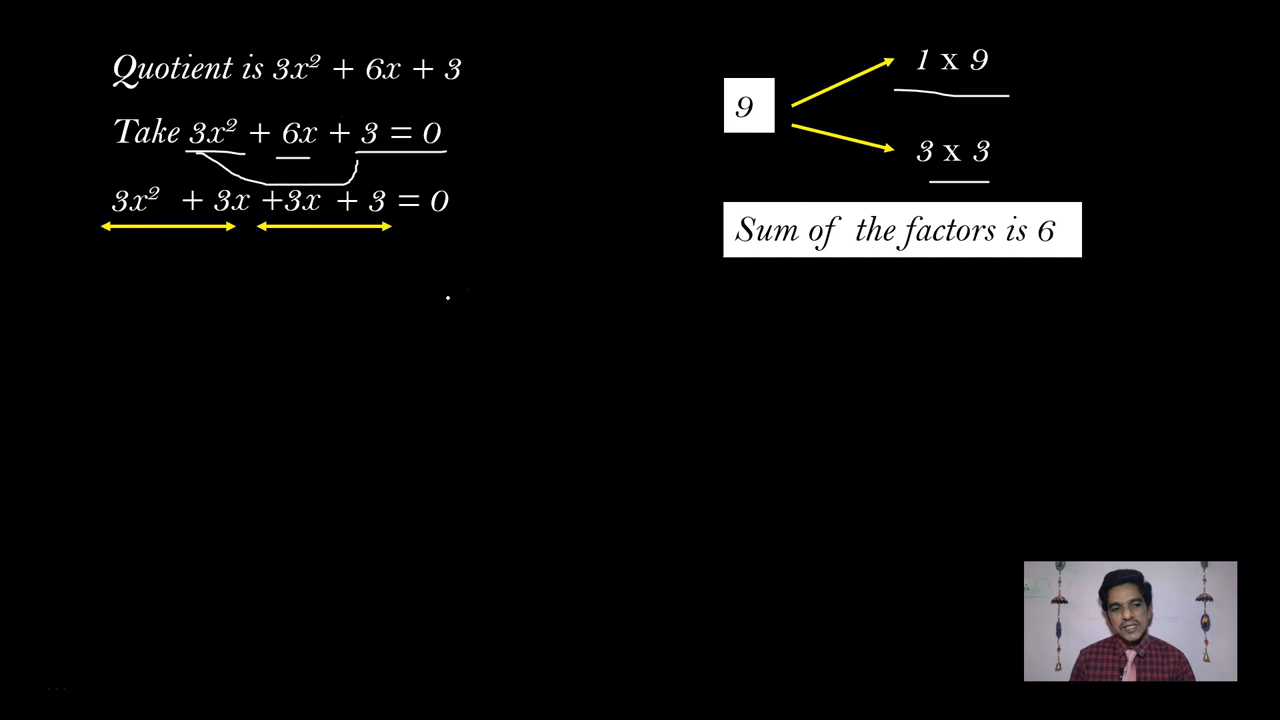 Quotient is 3x² + 6x + 3
Take 3x² + 6x + 3 = 0
3x² + 3x +3x + 3 = 0
9
1 x 9
3 x 3
Sum of the factors is 6